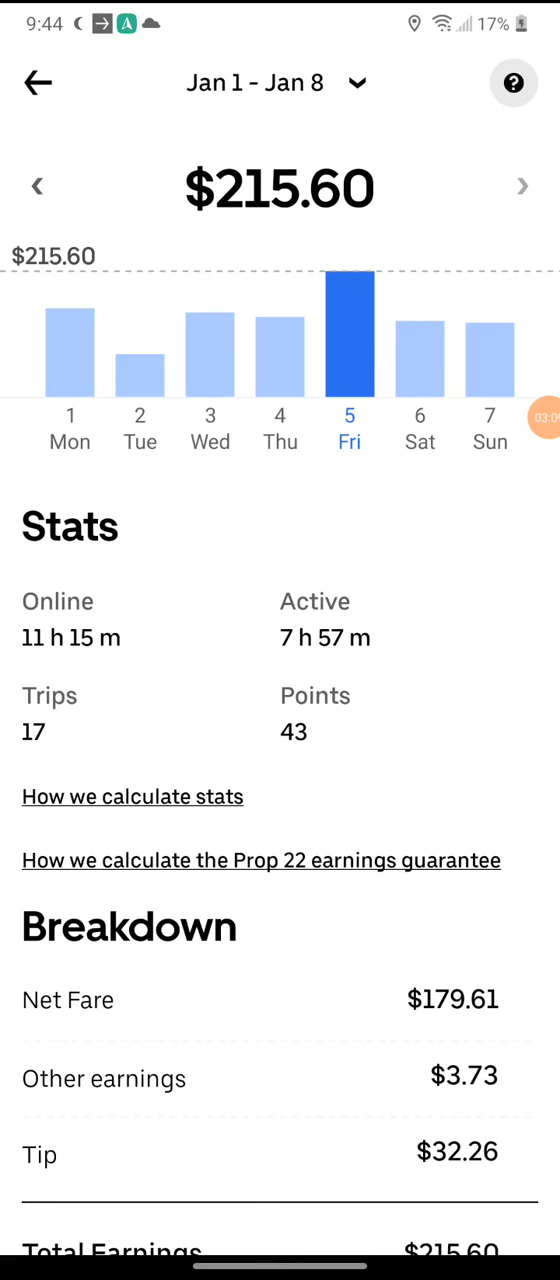 9:44 17%
Jan 1 - Jan 8
$215.60
$215.60
1 2 3 4 5 6 7
Mon Tue Wed Thu Fri Sat Sun
03:09
Stats
Online Active
11 h 15 m 7 h 57 m
Trips Points
17 43
How we calculate stats
How we calculate the Prop 22 earnings guarantee
Breakdown
Net Fare $179.61
Other earnings $3.73
Tip $32.26
Total Earnings $215.60